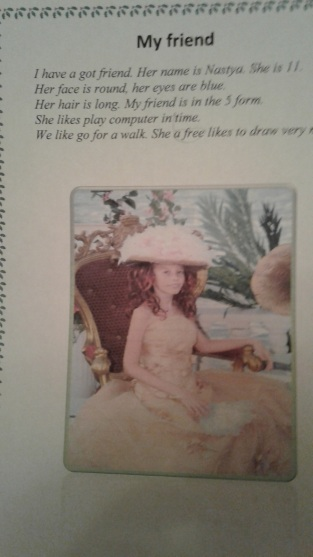 My friend
I have a got friend. Her name is Nastya. She is 11.
Her face is round, her eyes are blue.
Her hair is long. My friend is in the 5 form.
She likes play computer in time.
We like go for a walk. She a free likes to draw very